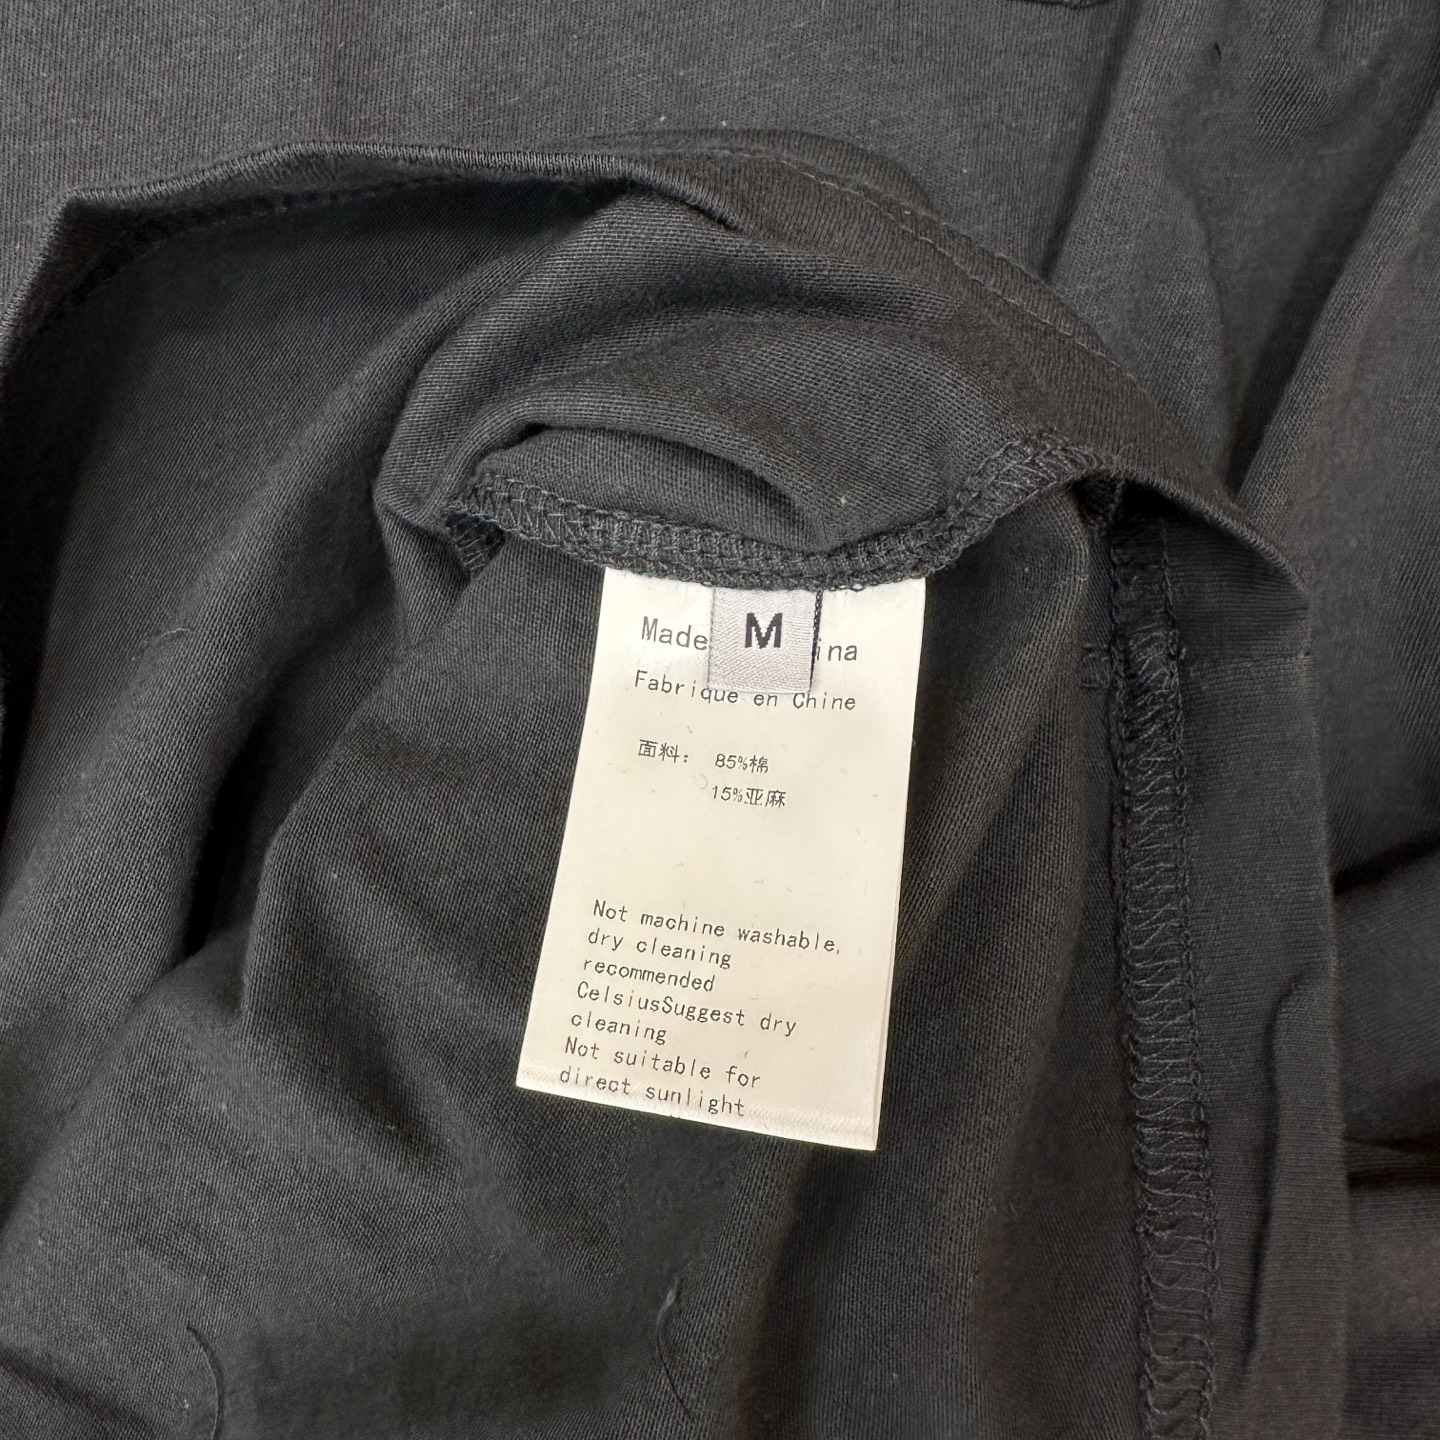 M
Made ina
Fabrique en Chine
面料: 85%棉
15%亚麻
Not machine washable,
dry cleaning
recommended
CelsiusSuggest dry
cleaning
Not suitable for
direct sunlight